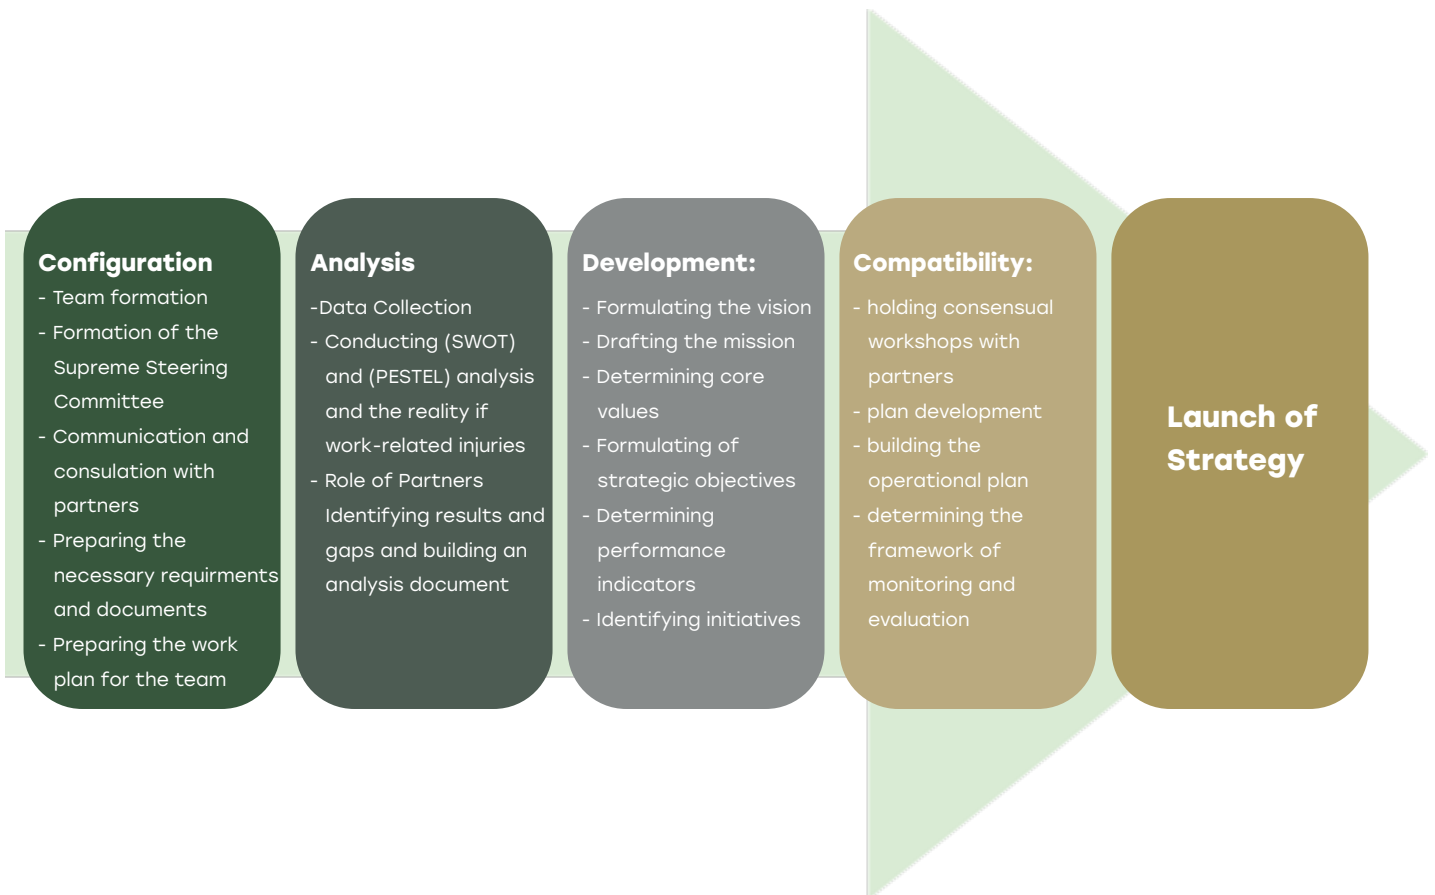 Configuration
- Team formation
- Formation of the
Supreme Steering
Committee
- Communication and
consulation with
partners
- Preparing the
necessary requirments
and documents
- Preparing the work
plan for the team
Analysis
-Data Collection
- Conducting (SWOT)
and (PESTEL) analysis
and the reality if
work-related injuries
- Role of Partners
Identifying results and
gaps and building an
analysis document
Development:
- Formulating the vision
- Drafting the mission
- Determining core
values
- Formulating of
strategic objectives
- Determining
performance
indicators
- Identifying initiatives
Compatibility:
- holding consensual
workshops with
partners
- plan development
- building the
operational plan
- determining the
framework of
monitoring and
evaluation
Launch of
Strategy